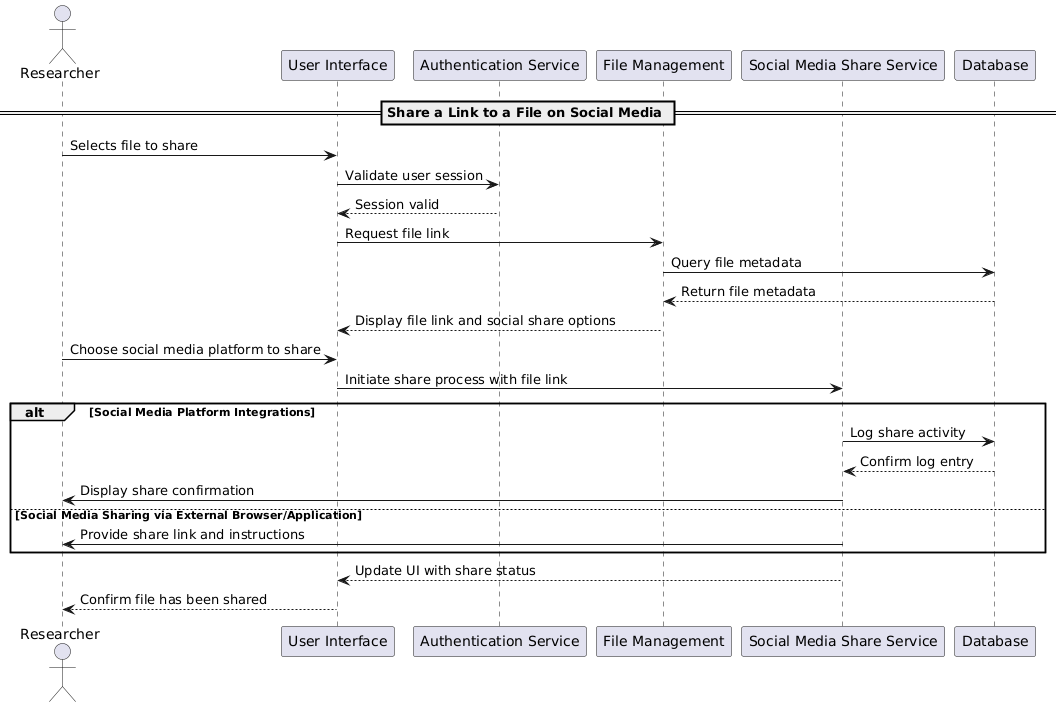 Researcher
User Interface
Authentication Service
File Management
Social Media Share Service
Database
Share a Link to a File on Social Media
Selects file to share
Validate user session
Session valid
Request file link
Query file metadata
Return file metadata
Display file link and social share options
Choose social media platform to share
Initiate share process with file link
alt
[Social Media Platform Integrations]
Log share activity
Confirm log entry
Display share confirmation
[Social Media Sharing via External Browser/Application]
Provide share link and instructions
Update UI with share status
Confirm file has been shared
Researcher
User Interface
Authentication Service
File Management
Social Media Share Service
Database